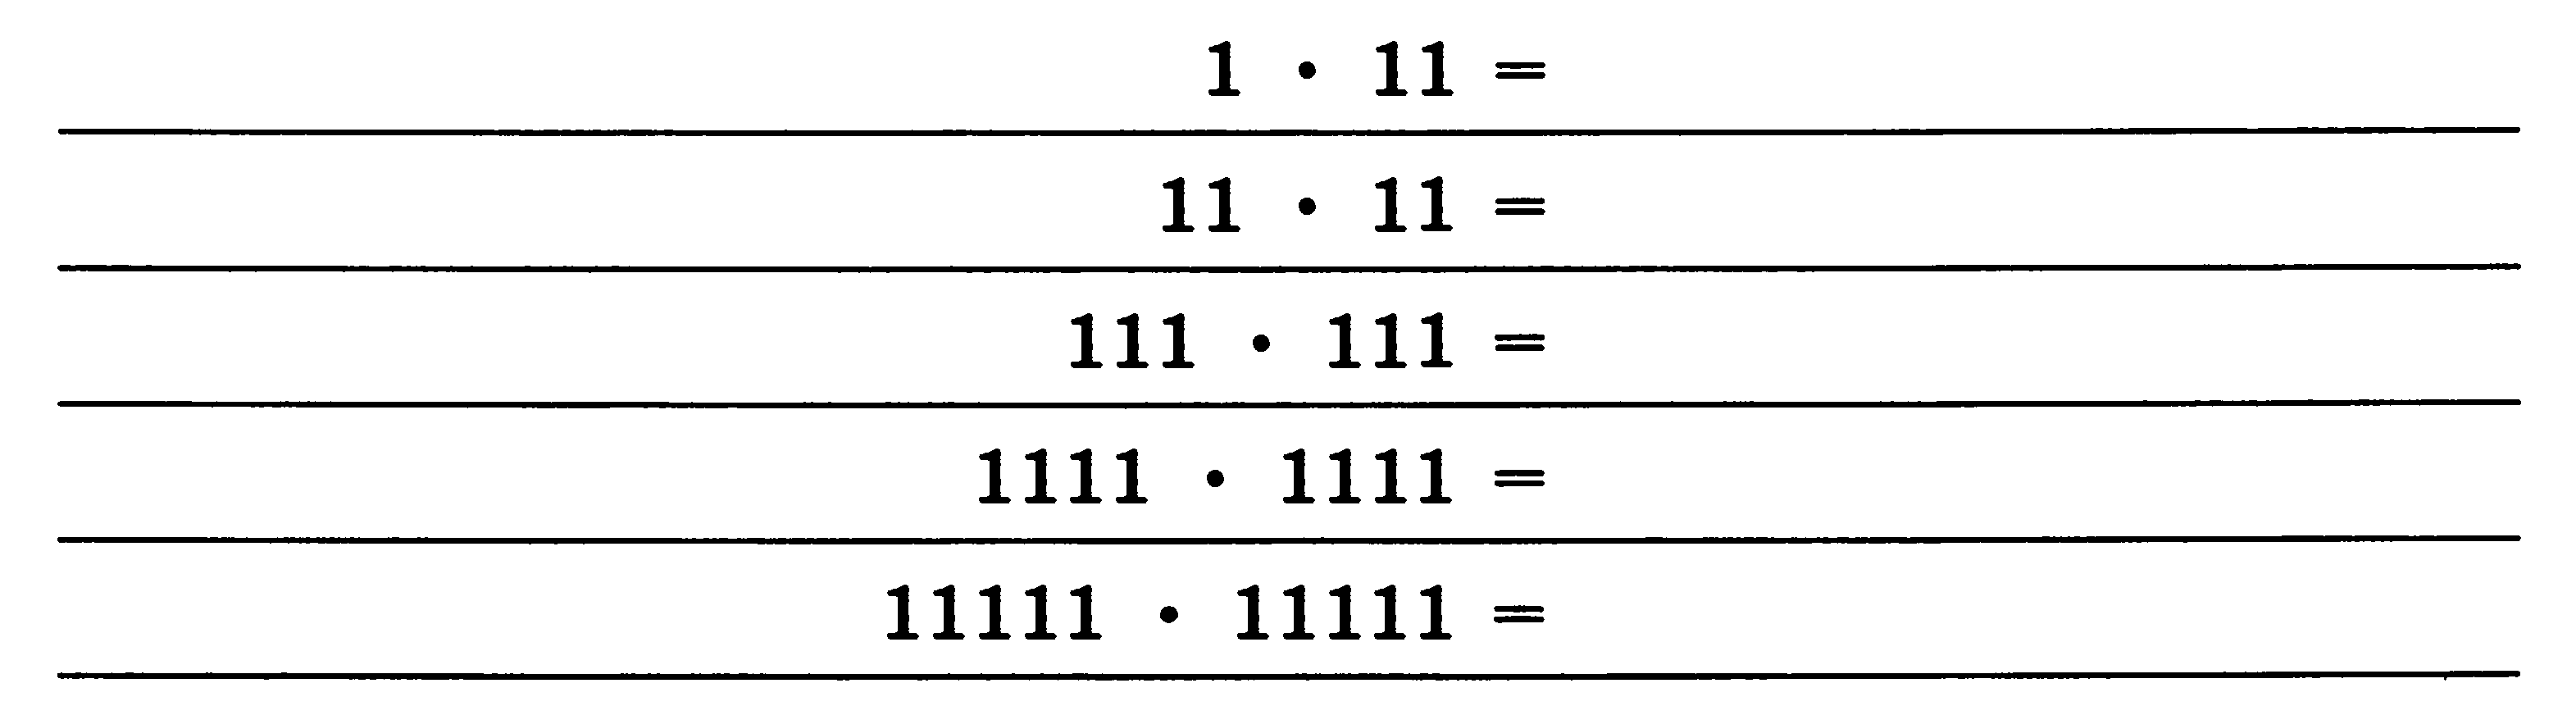 1 · 11 =
11 · 11 =
111 · 111 =
1111 · 1111 =
11111 · 11111 =